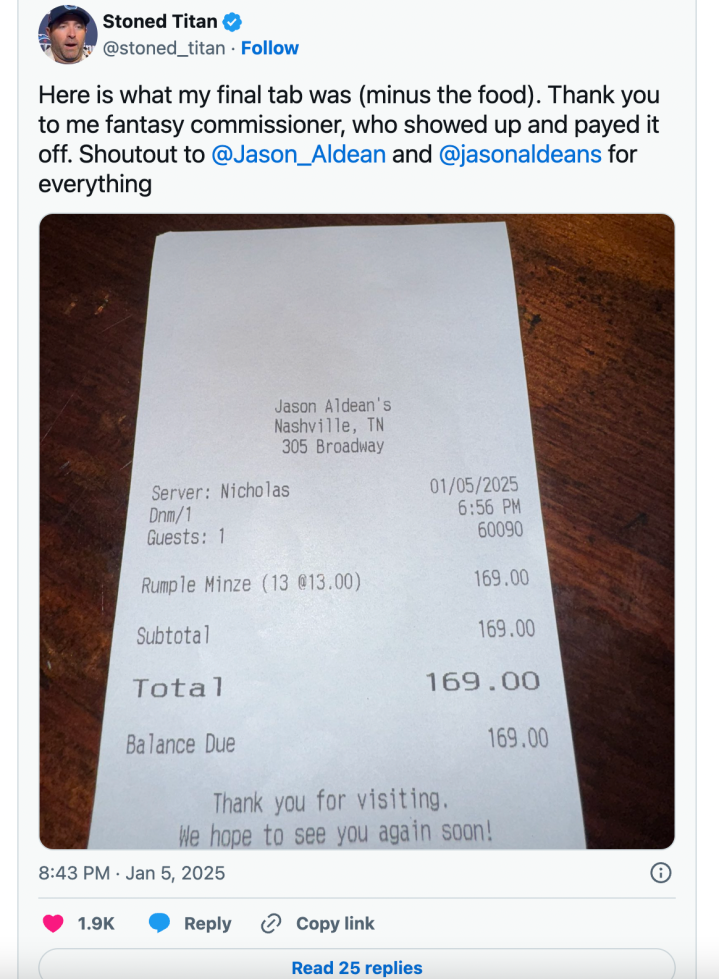 Stoned Titan
@stoned_titan · Follow
Here is what my final tab was (minus the food). Thank you
to me fantasy commissioner, who showed up and payed it
off. Shoutout to @Jason_Aldean and @jasonaldeans for
everything
Jason Aldean's
Nashville, TN
305 Broadway
Server: Nicholas 01/05/2025
Dnm/1 6:56 PM
Guests: 1 60090
Rumple Minze (13 @13.00) 169.00
Subtotal 169.00
Total 169.00
Balance Due 169.00
Thank you for visiting.
We hope to see you again soon!
8:43 PM · Jan 5, 2025
1.9K Reply Copy link
Read 25 replies